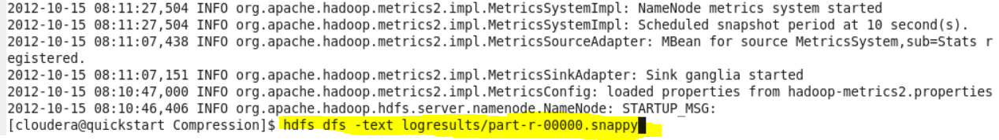 2012-10-15 08:11:27,504 INFO org.apache.hadoop.metrics2.impl.MetricsSystemImpl: NameNode metrics system started
2012-10-15 08:11:27,504 INFO org.apache.hadoop.metrics2.impl.MetricsSystemImpl: Scheduled snapshot period at 10 second(s).
2012-10-15 08:11:07,438 INFO org.apache.hadoop.metrics2.impl.MetricsSourceAdapter: MBean for source MetricsSystem,sub=Stats r
egistered.
2012-10-15 08:11:07,151 INFO org.apache.hadoop.metrics2.impl.MetricsSinkAdapter: Sink ganglia started
2012-10-15 08:10:47,000 INFO org.apache.hadoop.metrics2.impl.MetricsConfig: loaded properties from hadoop-metrics2.properties
2012-10-15 08:10:46,406 INFO org.apache.hadoop.hdfs.server.namenode.NameNode: STARTUP_MSG:
[cloudera@quickstart Compression]$ hdfs dfs -text logresults/part-r-00000.snappy